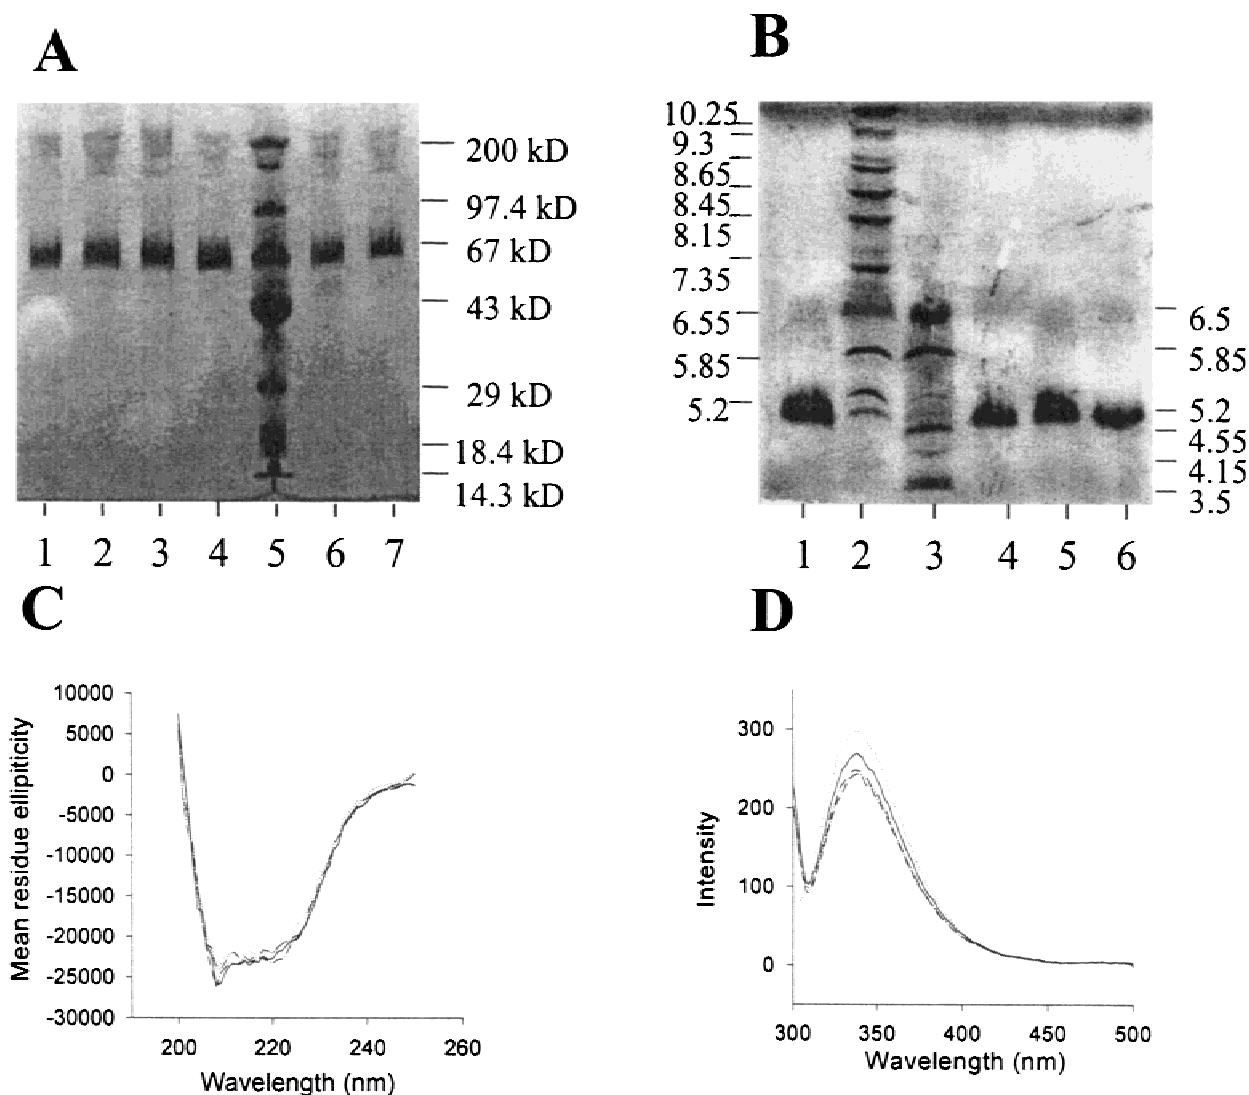 A
200 kD
97.4 kD
67 kD
43 kD
29 kD
18.4 kD
14.3 kD
1 2 3 4 5 6 7
B
10.25
9.3
8.65
8.45
8.15
7.35
6.55
5.85
5.2
6.5
5.85
5.2
4.55
4.15
3.5
1 2 3 4 5 6
C
Mean residue ellipiticity
10000
5000
0
-5000
-10000
-15000
-20000
-25000
-30000
200 220 240 260
Wavelength (nm)
D
Intensity
300
200
100
0
300 350 400 450 500
Wavelength (nm)